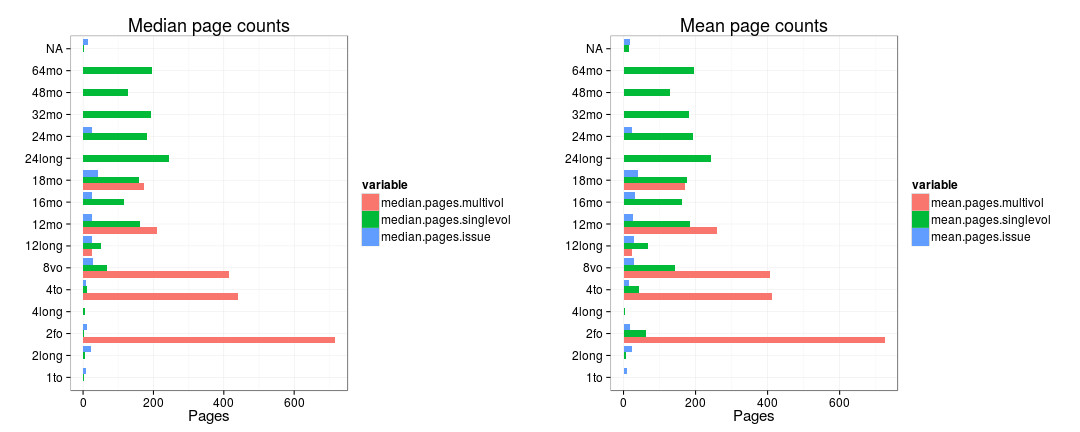 Median page counts
NA
64mo
48mo
32mo
24mo
24long
18mo
16mo
12mo
12long
8vo
4to
4long
2fo
2long
1to
0 200 400 600
Pages
variable
median.pages.multivol
median.pages.singlevol
median.pages.issue
Mean page counts
NA
64mo
48mo
32mo
24mo
24long
18mo
16mo
12mo
12long
8vo
4to
4long
2fo
2long
1to
0 200 400 600
Pages
variable
mean.pages.multivol
mean.pages.singlevol
mean.pages.issue